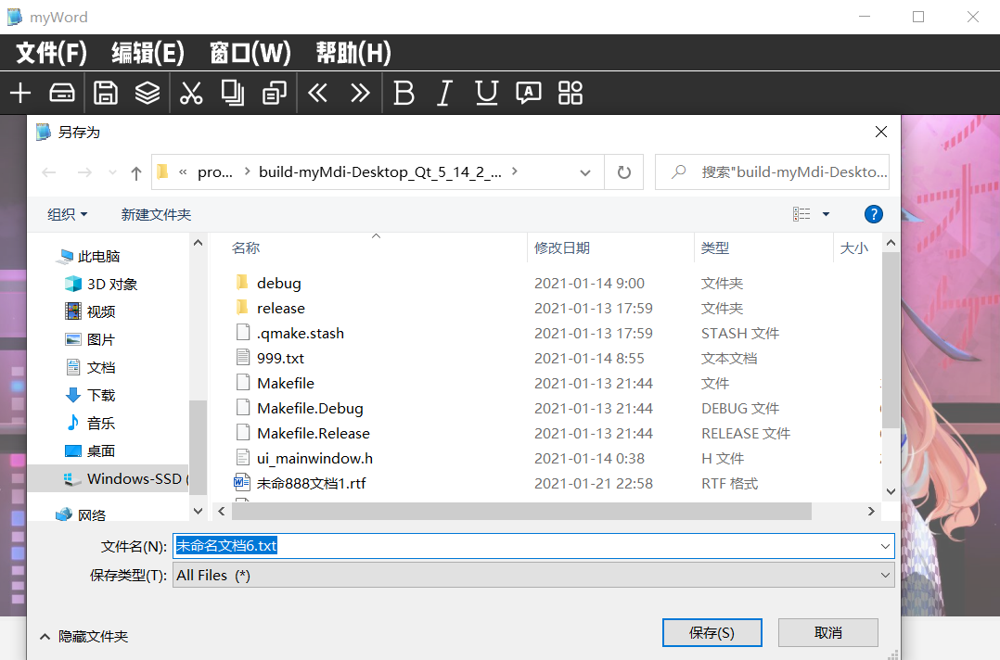 myWord
文件(F) 编辑(E) 窗口(W) 帮助(H)
B I U A
另存为
« pro... › build-myMdi-Desktop_Qt_5_14_2_... › 搜索"build-myMdi-Deskto...
组织 新建文件夹 ?
名称 修改日期 类型 大小
此电脑
3D 对象
视频
图片
文档
下载
音乐
桌面
Windows-SSD (
网络
debug 2021-01-14 9:00 文件夹
release 2021-01-13 17:59 文件夹
.qmake.stash 2021-01-13 17:59 STASH 文件
999.txt 2021-01-14 8:55 文本文档
Makefile 2021-01-13 21:44 文件
Makefile.Debug 2021-01-13 21:44 DEBUG 文件
Makefile.Release 2021-01-13 21:44 RELEASE 文件
ui_mainwindow.h 2021-01-14 0:38 H 文件
未命888文档1.rtf 2021-01-21 22:58 RTF 格式
文件名(N): 未命名文档6.txt
保存类型(T): All Files (*)
隐藏文件夹 保存(S) 取消